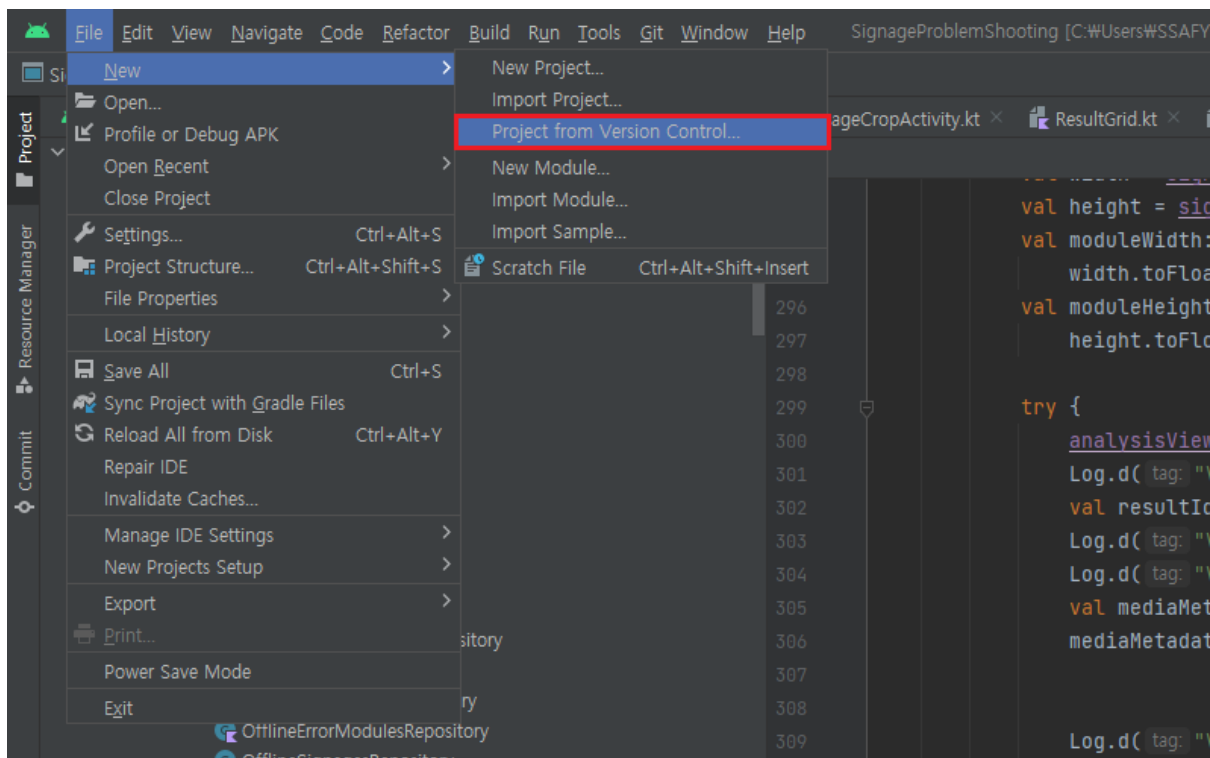 File Edit View Navigate Code Refactor Build Run Tools Git Window Help SignageProblemShooting [C:₩Users₩SSAFY
Si
Project
Resource Manager
Commit
New
Open...
Profile or Debug APK
Open Recent
Close Project
Settings... Ctrl+Alt+S
Project Structure... Ctrl+Alt+Shift+S
File Properties
Local History
Save All Ctrl+S
Sync Project with Gradle Files
Reload All from Disk Ctrl+Alt+Y
Repair IDE
Invalidate Caches...
Manage IDE Settings
New Projects Setup
Export
Print...
Power Save Mode
Exit
New Project...
Import Project...
Project from Version Control...
New Module...
Import Module...
Import Sample...
Scratch File Ctrl+Alt+Shift+Insert
sitory
ry
OfflineErrorModulesRepository
ageCropActivity.kt ResultGrid.kt
val height = 
val moduleWidth:
width.toFloa
296 val moduleHeight
297 height.toFlo
298
299 try {
300 analysisView
301 Log.d( tag: "V
302 val resultId
303 Log.d( tag: "V
304 Log.d( tag: "V
305 val mediaMet
306 mediaMetadat
307
308
309 Log.d( tag: "V